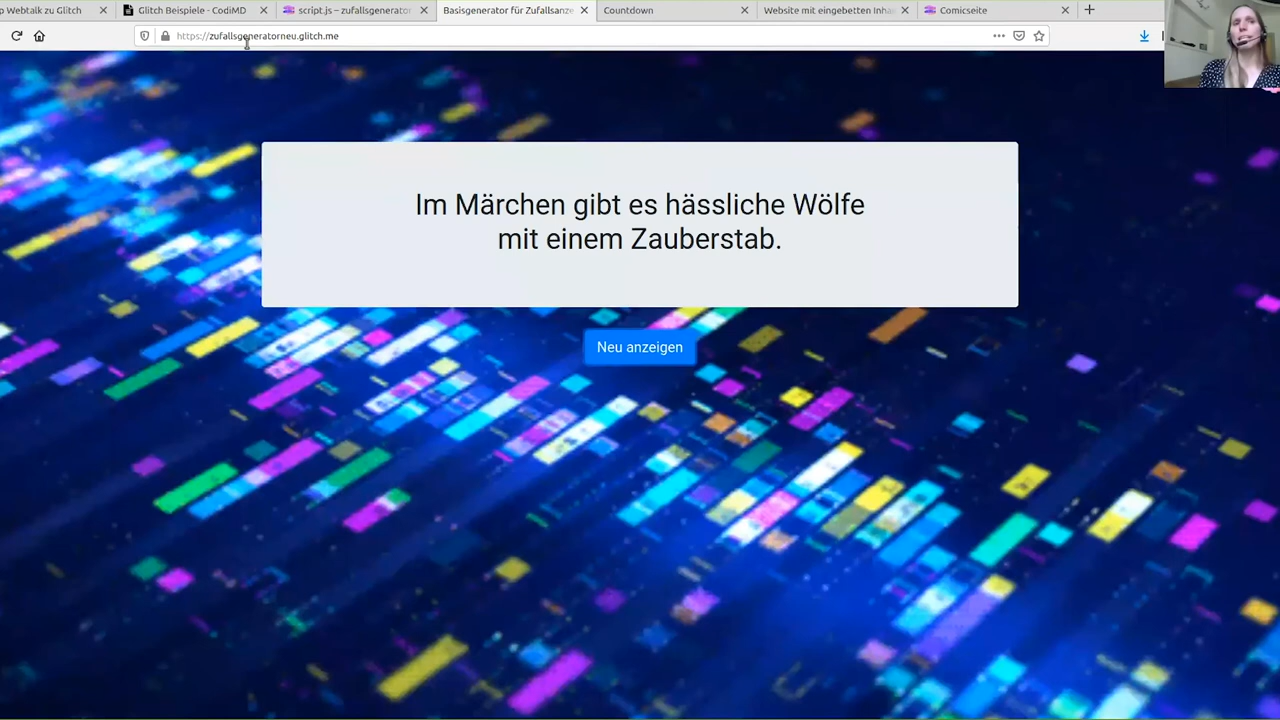 p Webtalk zu Glitch
Glitch Beispiele - CodiMD
script.js – zufallsgenerator
Basisgenerator für Zufallsanze
Countdown
Website mit eingebetten Inha
Comicseite
https://zufallsgeneratorneu.glitch.me
Im Märchen gibt es hässliche Wölfe
mit einem Zauberstab.
Neu anzeigen